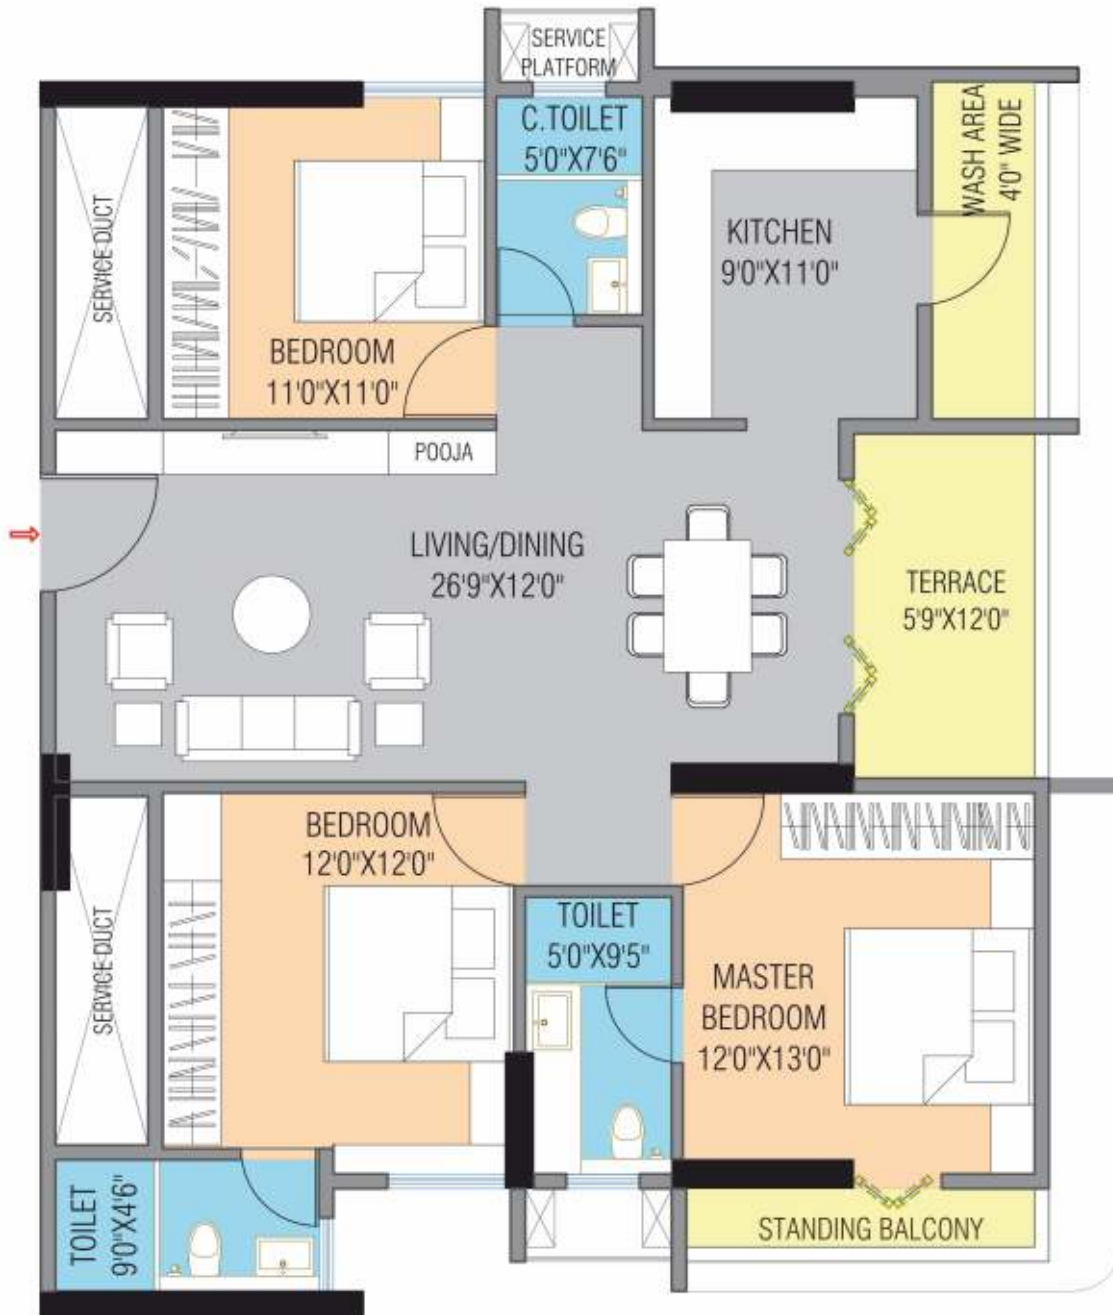 SERVICE
PLATFORM
C.TOILET
5'0"X7'6"
WASH AREA
4'0" WIDE
SERVICE DUCT
KITCHEN
9'0"X11'0"
BEDROOM
11'0"X11'0"
POOJA
LIVING/DINING
26'9"X12'0"
TERRACE
5'9"X12'0"
BEDROOM
12'0"X12'0"
SERVICE DUCT
TOILET
5'0"X9'5"
MASTER
BEDROOM
12'0"X13'0"
TOILET
9'0"X4'6"
STANDING BALCONY